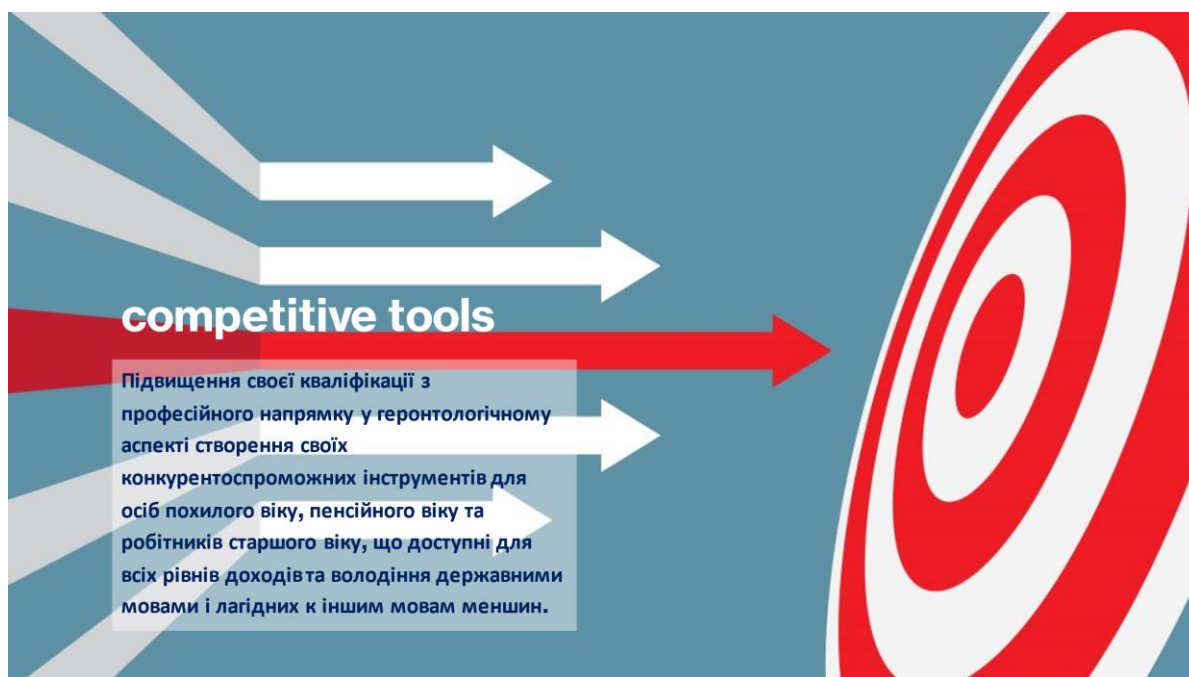 competitive tools
Підвищення своєї кваліфікації з
професійного напрямку у геронтологічному
аспекті створення своїх
конкурентоспроможних інструментів для
осіб похилого віку, пенсійного віку та
робітників старшого віку, що доступні для
всіх рівнів доходів та володіння державними
мовами і лагідних к іншим мовам меншин.